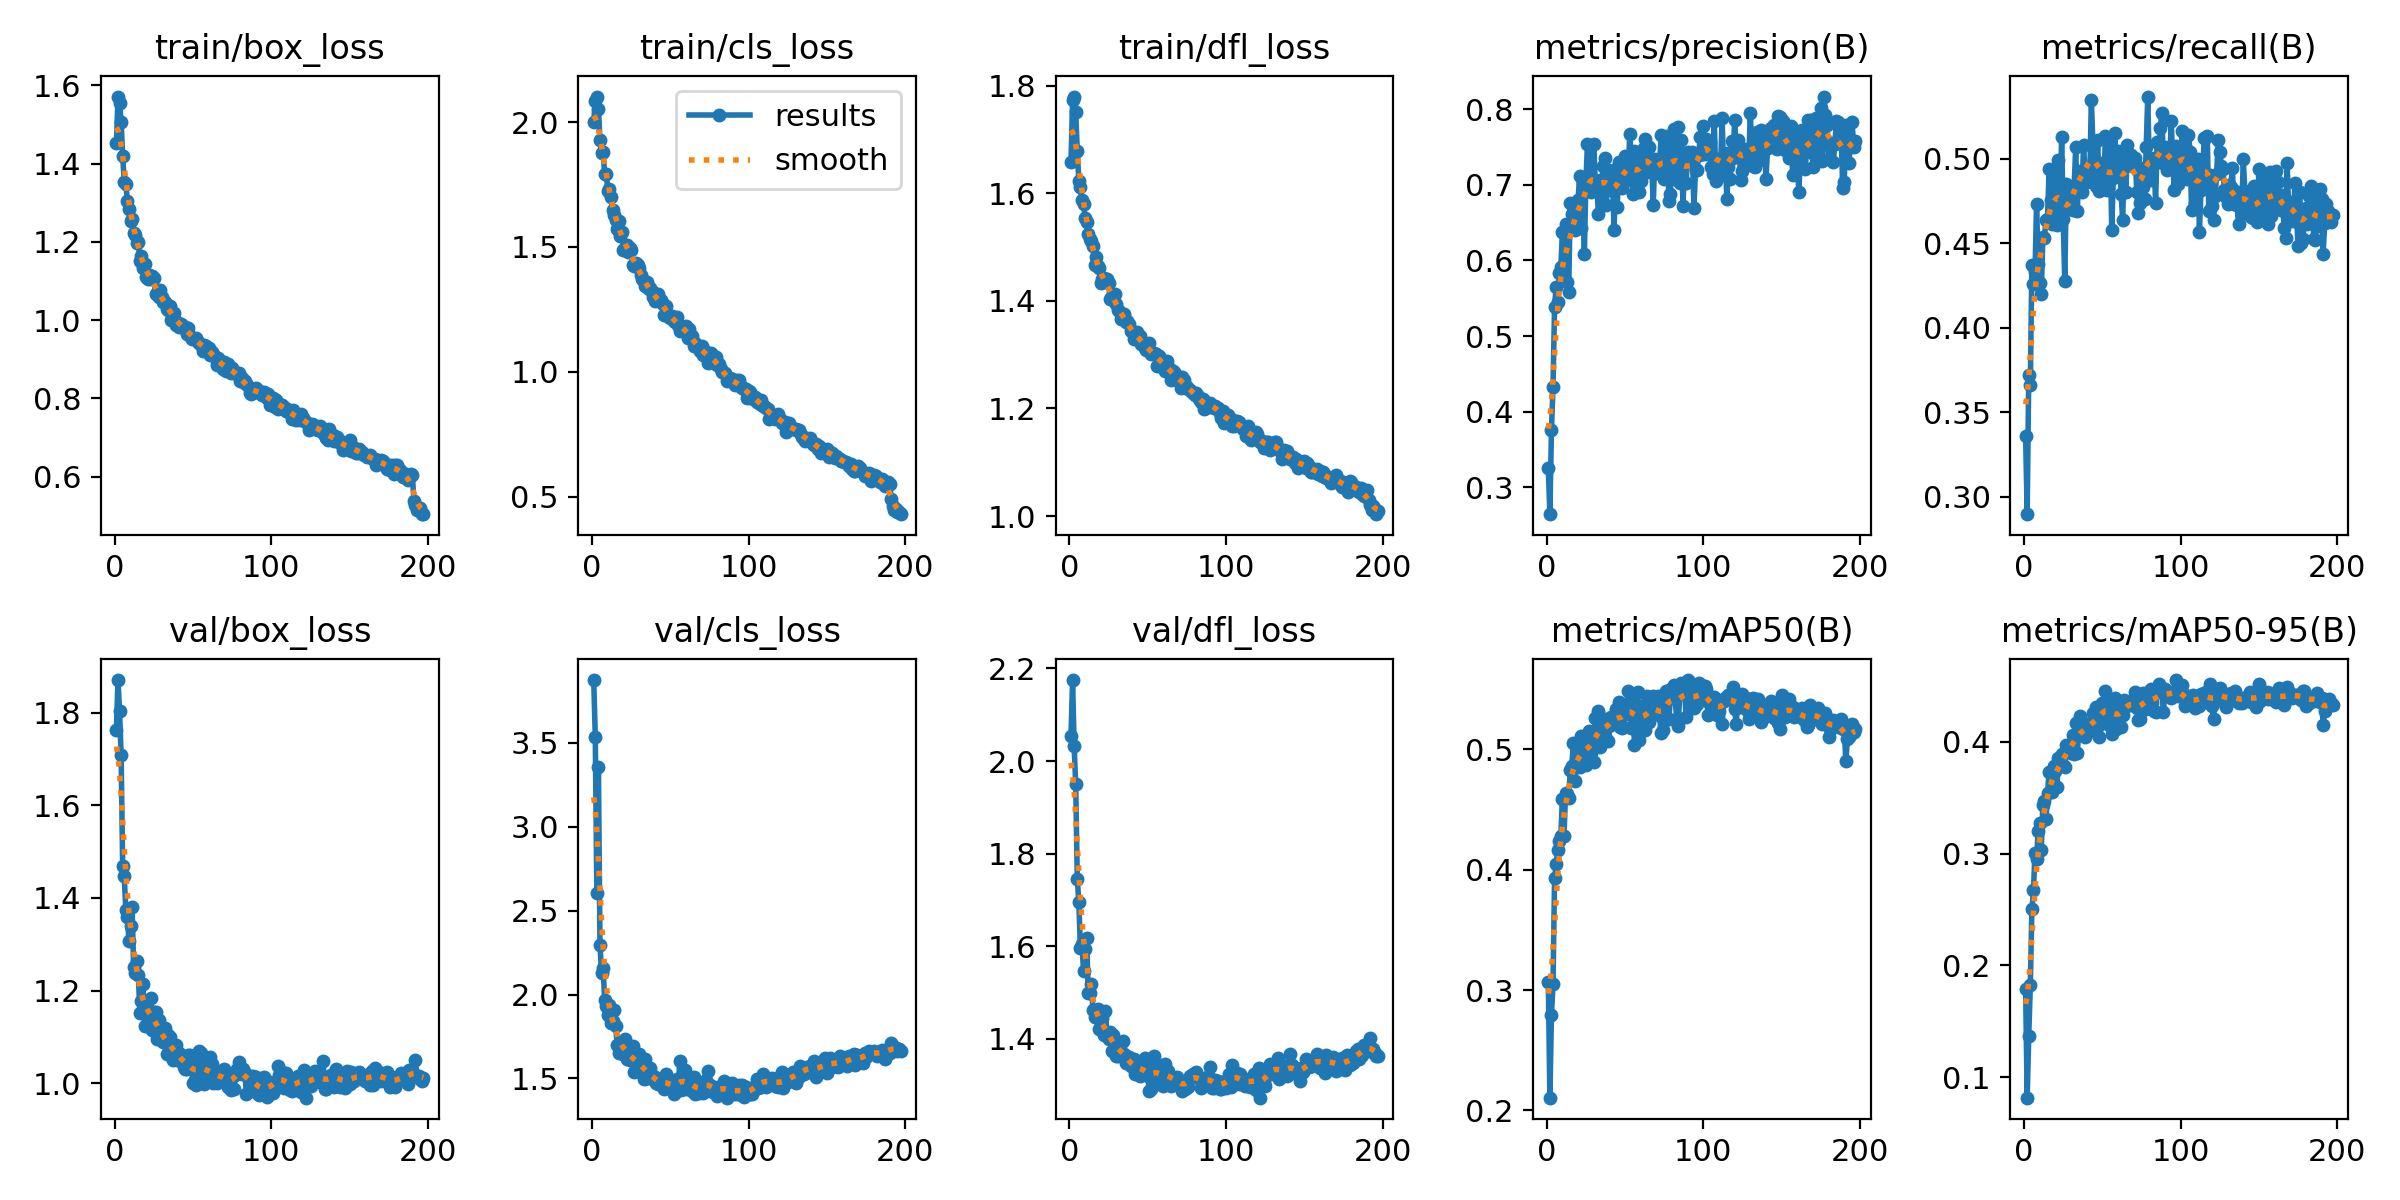 train/box_loss
1.6
1.4
1.2
1.0
0.8
0.6
0 100 200
train/cls_loss
results
smooth
2.0
1.5
1.0
0.5
0 100 200
train/dfl_loss
1.8
1.6
1.4
1.2
1.0
0 100 200
metrics/precision(B)
0.8
0.7
0.6
0.5
0.4
0.3
0 100 200
metrics/recall(B)
0.50
0.45
0.40
0.35
0.30
0 100 200
val/box_loss
1.8
1.6
1.4
1.2
1.0
0 100 200
val/cls_loss
3.5
3.0
2.5
2.0
1.5
0 100 200
val/dfl_loss
2.2
2.0
1.8
1.6
1.4
0 100 200
metrics/mAP50(B)
0.5
0.4
0.3
0.2
0 100 200
metrics/mAP50-95(B)
0.4
0.3
0.2
0.1
0 100 200